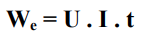 Wₑ = U . I . t